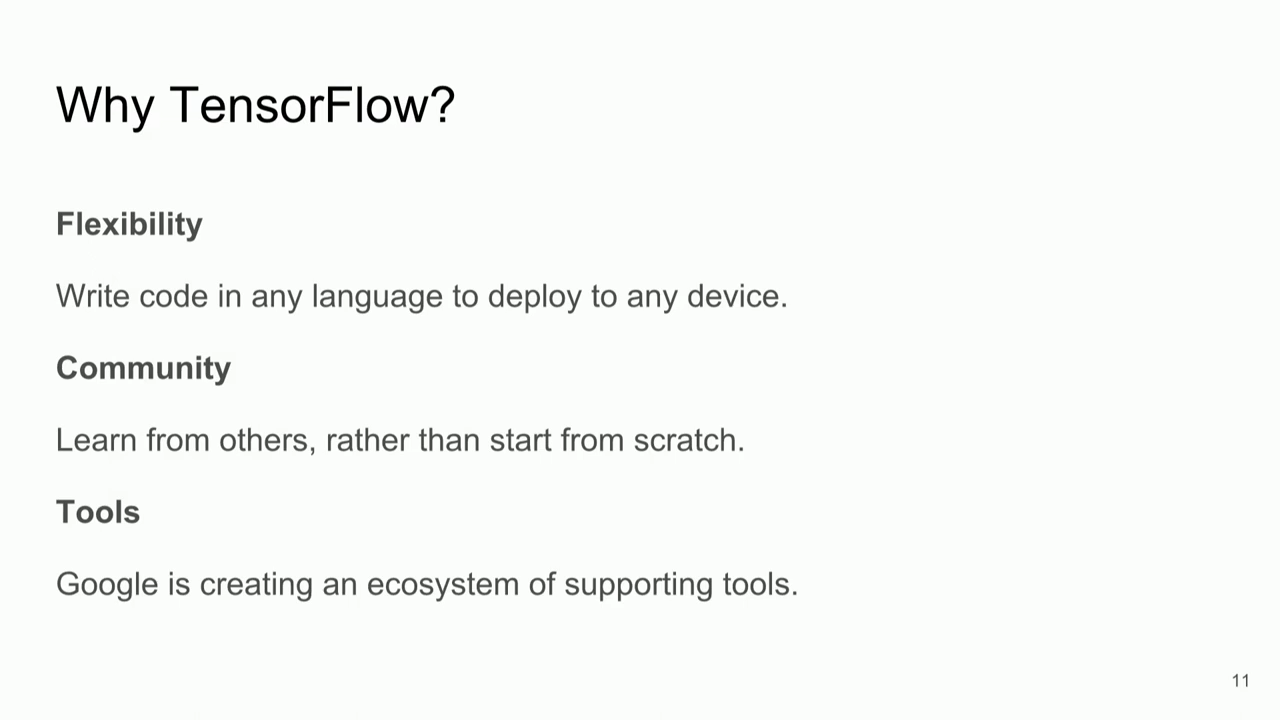 Why TensorFlow?
Flexibility
Write code in any language to deploy to any device.
Community
Learn from others, rather than start from scratch.
Tools
Google is creating an ecosystem of supporting tools.
11